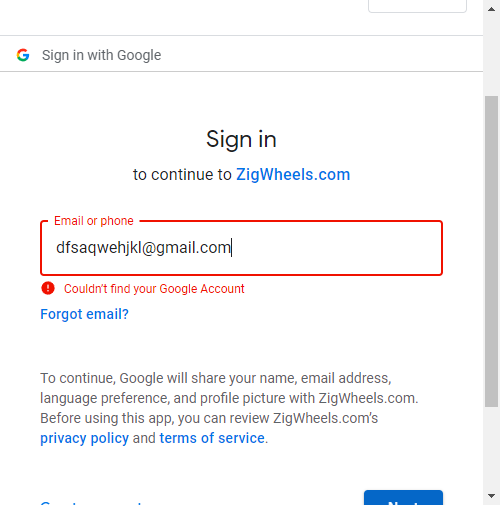 Sign in with Google
Sign in
to continue to ZigWheels.com
Email or phone
dfsaqwehjkl@gmail.com
Couldn't find your Google Account
Forgot email?
To continue, Google will share your name, email address,
language preference, and profile picture with ZigWheels.com.
Before using this app, you can review ZigWheels.com's
privacy policy and terms of service.